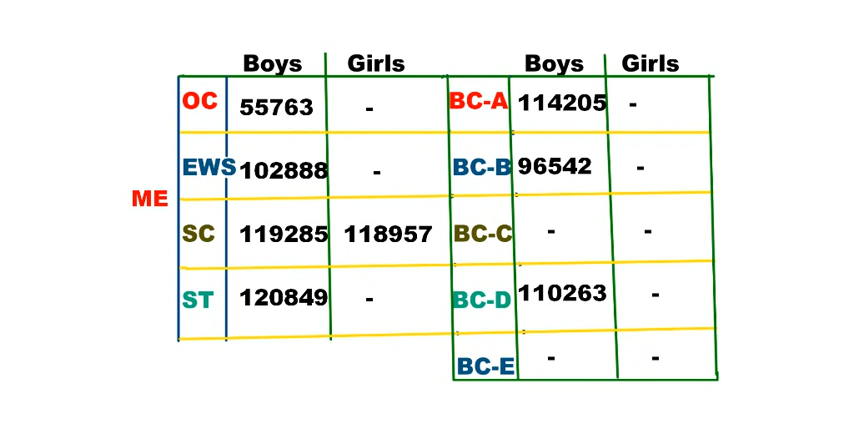 Boys Girls Boys Girls
OC 55763 - BC-A 114205 -
EWS 102888 - BC-B 96542 -
ME
SC 119285 118957 BC-C - -
ST 120849 - BC-D 110263 -
BC-E - -